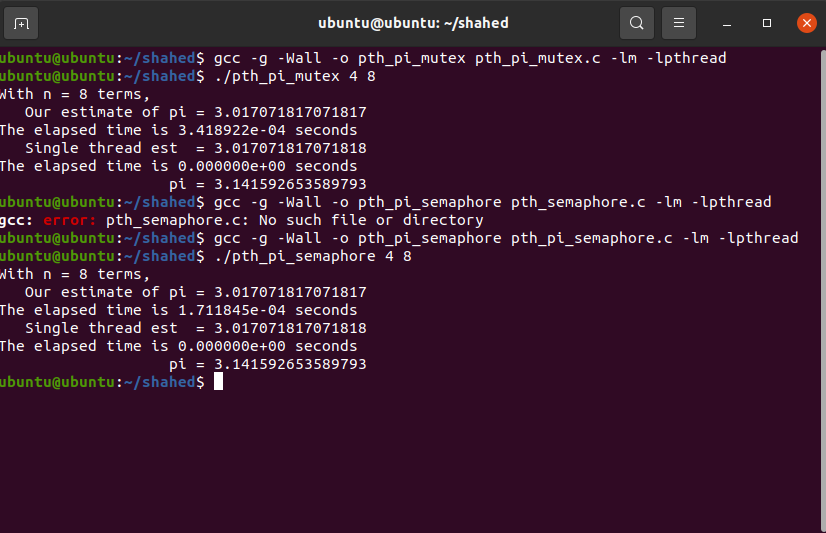 ubuntu@ubuntu: ~/shahed
ubuntu@ubuntu:~/shahed$ gcc -g -Wall -o pth_pi_mutex pth_pi_mutex.c -lm -lpthread
ubuntu@ubuntu:~/shahed$ ./pth_pi_mutex 4 8
With n = 8 terms,
   Our estimate of pi = 3.017071817071817
The elapsed time is 3.418922e-04 seconds
   Single thread est  = 3.017071817071818
The elapsed time is 0.000000e+00 seconds
                   pi = 3.141592653589793
ubuntu@ubuntu:~/shahed$ gcc -g -Wall -o pth_pi_semaphore pth_semaphore.c -lm -lpthread
gcc: error: pth_semaphore.c: No such file or directory
ubuntu@ubuntu:~/shahed$ gcc -g -Wall -o pth_pi_semaphore pth_pi_semaphore.c -lm -lpthread
ubuntu@ubuntu:~/shahed$ ./pth_pi_semaphore 4 8
With n = 8 terms,
   Our estimate of pi = 3.017071817071817
The elapsed time is 1.711845e-04 seconds
   Single thread est  = 3.017071817071818
The elapsed time is 0.000000e+00 seconds
                   pi = 3.141592653589793
ubuntu@ubuntu:~/shahed$